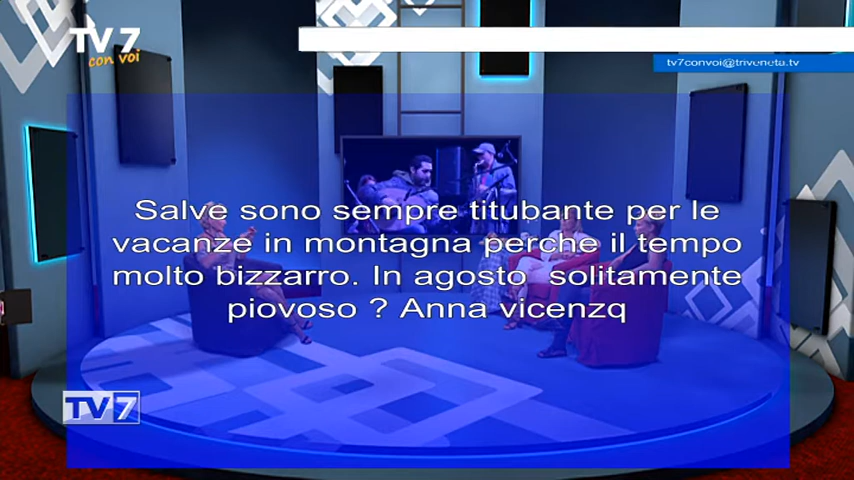 TV7
con voi
tv7convoi@triveneta.tv
Salve sono sempre titubante per le
vacanze in montagna perche il tempo
molto bizzarro. In agosto solitamente
piovoso ? Anna vicenzq
TV7